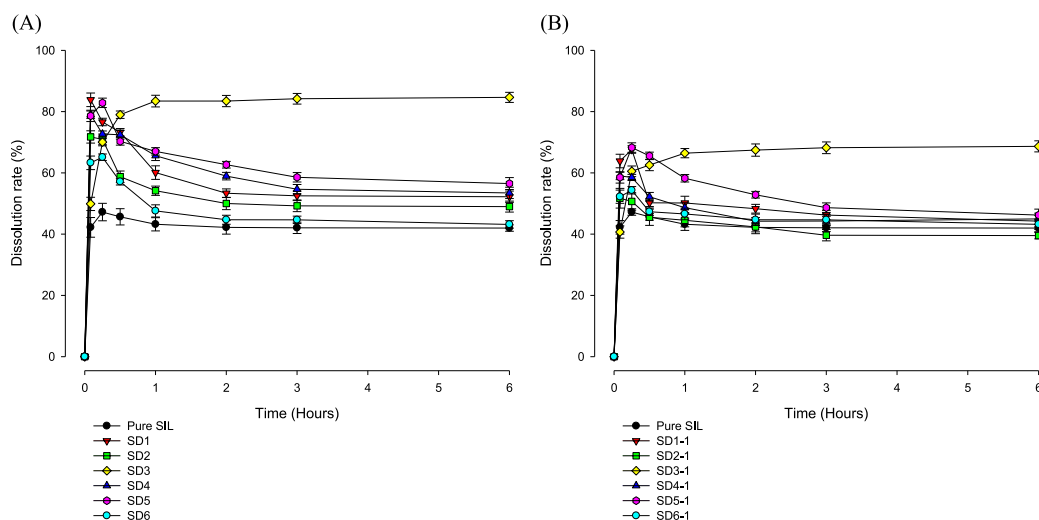 (A)
100
80
60
40
20
0
Dissolution rate (%)
0 1 2 3 4 5 6
Time (Hours)
Pure SIL
SD1
SD2
SD3
SD4
SD5
SD6
(B)
100
80
60
40
20
0
Dissolution rate (%)
0 1 2 3 4 5 6
Time (Hours)
Pure SIL
SD1-1
SD2-1
SD3-1
SD4-1
SD5-1
SD6-1